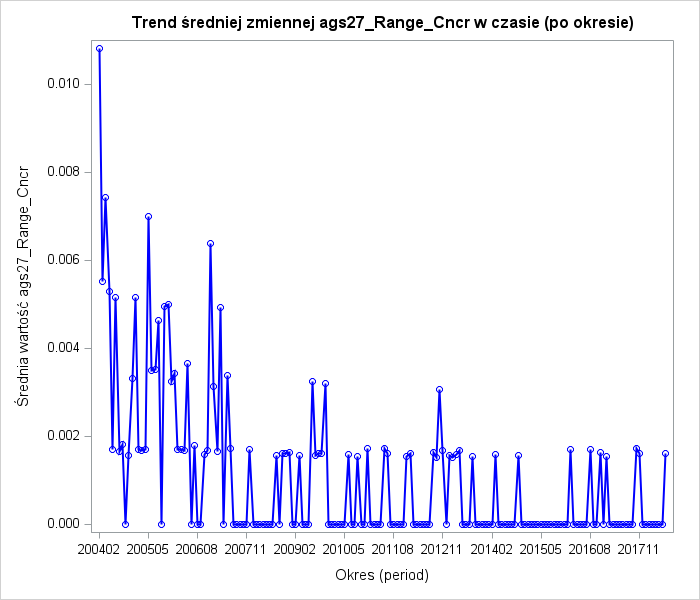 Trend średniej zmiennej ags27_Range_Cncr w czasie (po okresie)
Średnia wartość ags27_Range_Cncr
0.010
0.008
0.006
0.004
0.002
0.000
200402 200505 200608 200711 200902 201005 201108 201211 201402 201505 201608 201711
Okres (period)